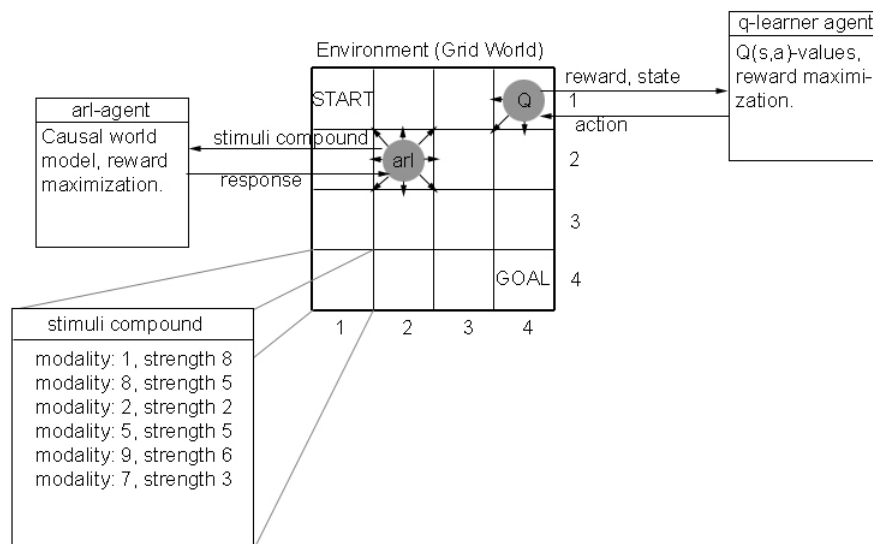 q-learner agent
Q(s,a)-values,
reward maximi-
zation.
Environment (Grid World)
reward, state
START
Q
1
action
arl-agent
Causal world
model, reward
maximization.
stimuli compound
arl
2
response
3
GOAL
4
1 2 3 4
stimuli compound
modality: 1, strength 8
modality: 8, strength 5
modality: 2, strength 2
modality: 5, strength 5
modality: 9, strength 6
modality: 7, strength 3